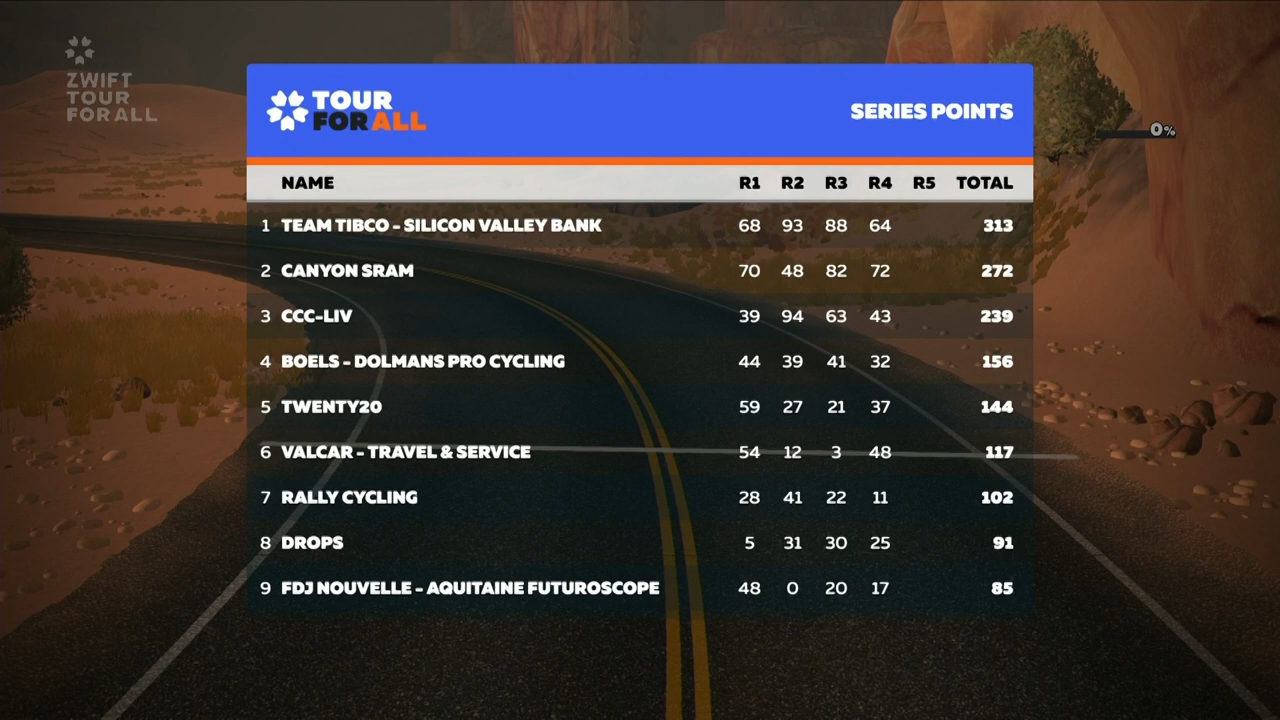 ZWIFT
TOUR
FOR ALL
TOUR
FOR ALL
SERIES POINTS
0%
NAME R1 R2 R3 R4 R5 TOTAL
1 TEAM TIBCO - SILICON VALLEY BANK 68 93 88 64 313
2 CANYON SRAM 70 48 82 72 272
3 CCC-LIV 39 94 63 43 239
4 BOELS - DOLMANS PRO CYCLING 44 39 41 32 156
5 TWENTY20 59 27 21 37 144
6 VALCAR - TRAVEL & SERVICE 54 12 3 48 117
7 RALLY CYCLING 28 41 22 11 102
8 DROPS 5 31 30 25 91
9 FDJ NOUVELLE - AQUITAINE FUTUROSCOPE 48 0 20 17 85